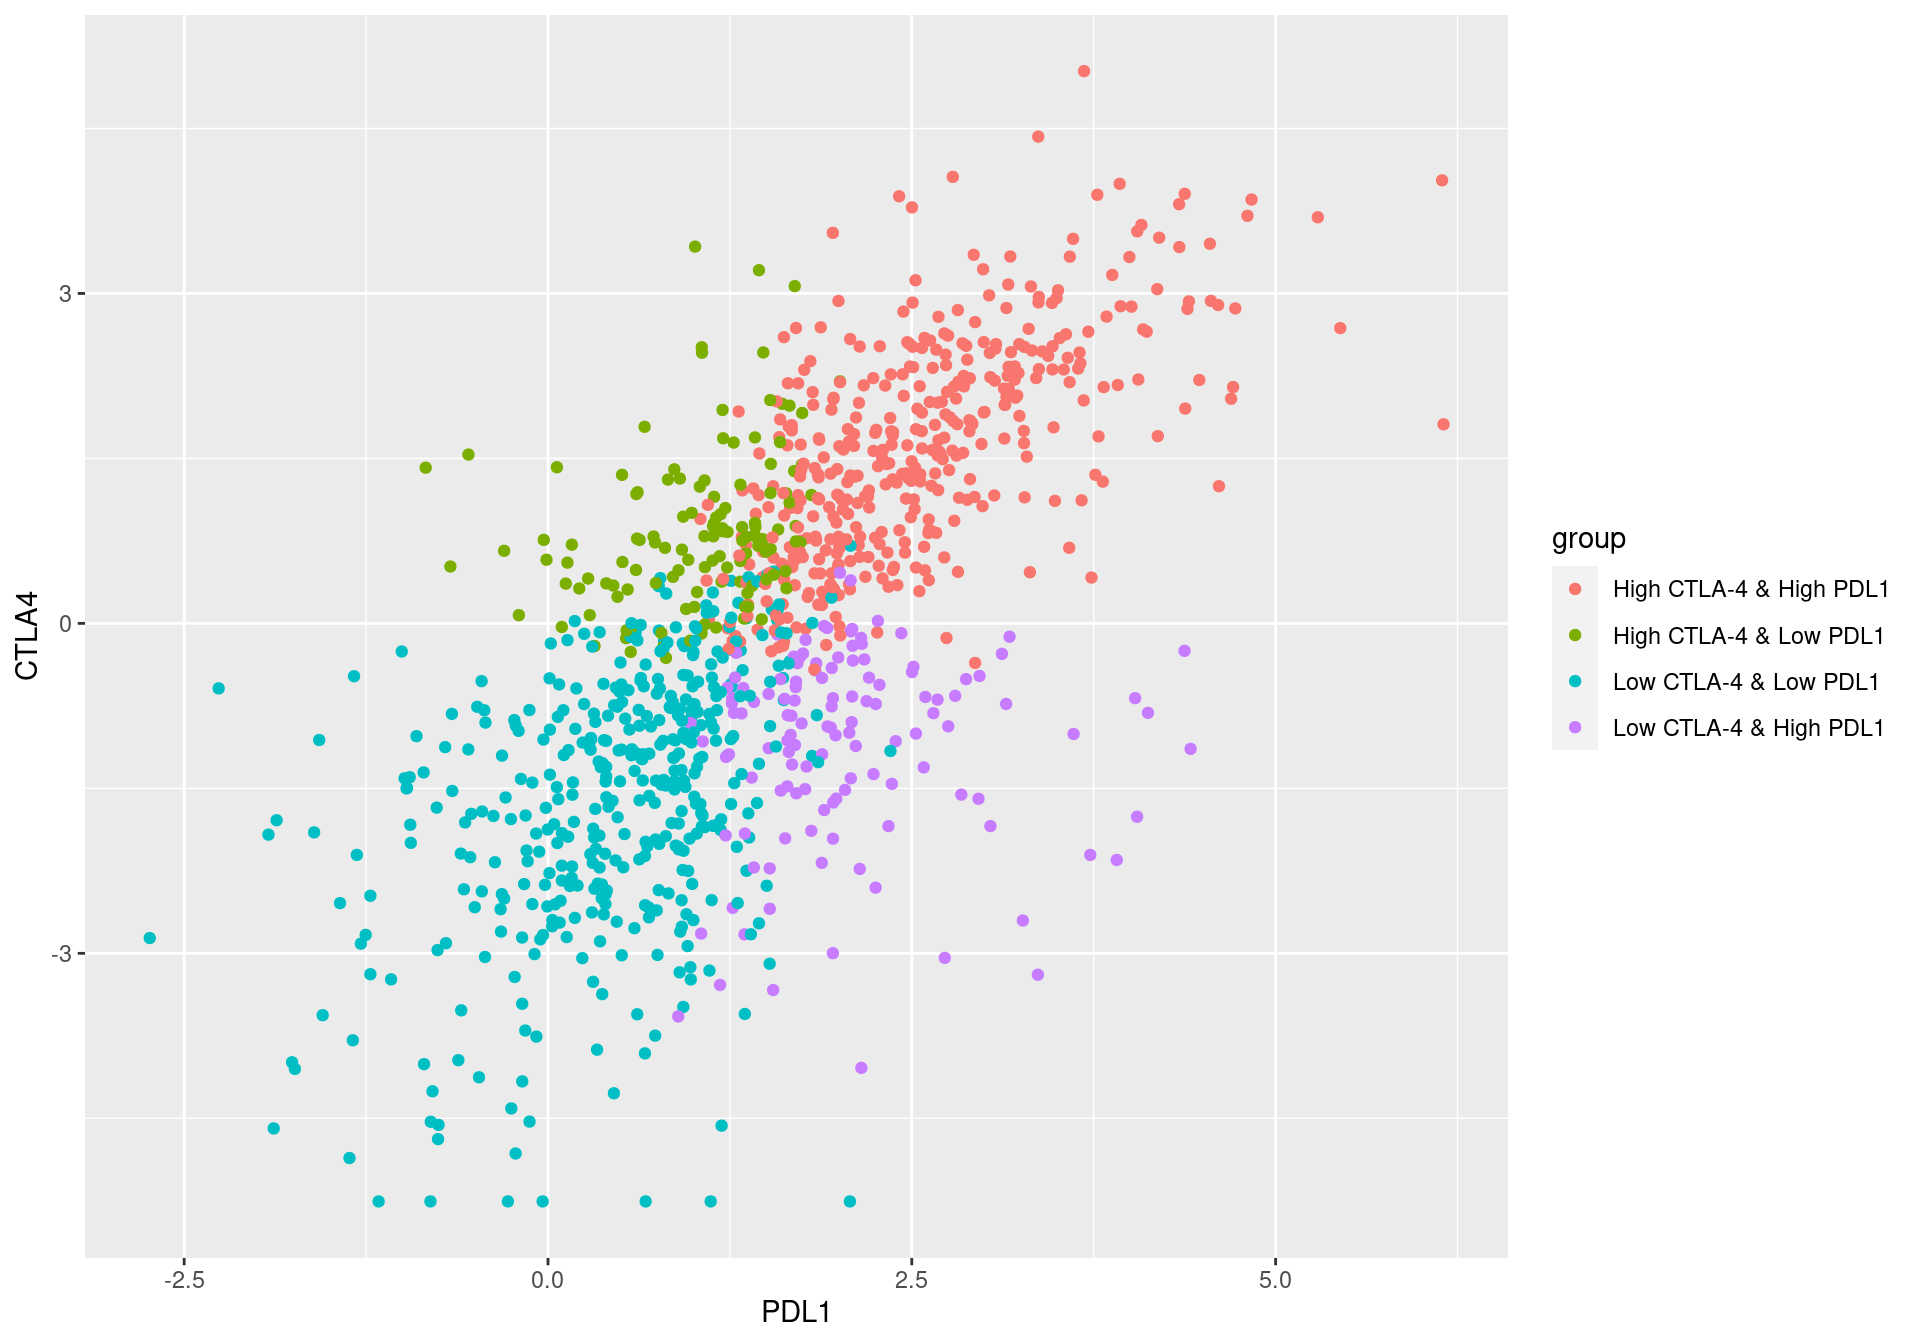 CTLA4
3
0
-3
-2.5
0.0
2.5
5.0
PDL1
group
High CTLA-4 & High PDL1
High CTLA-4 & Low PDL1
Low CTLA-4 & Low PDL1
Low CTLA-4 & High PDL1